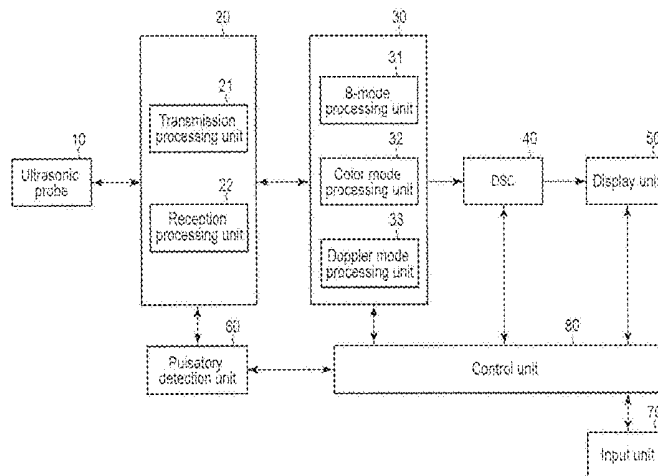 20
30
21
31
Transmission
processing unit
B-mode
processing unit
10
32
40
50
Ultrasonic
probe
Color mode
processing unit
DSC
Display unit
22
Reception
processing unit
33
Doppler mode
processing unit
60
80
Pulsatory
detection unit
Control unit
70
Input unit